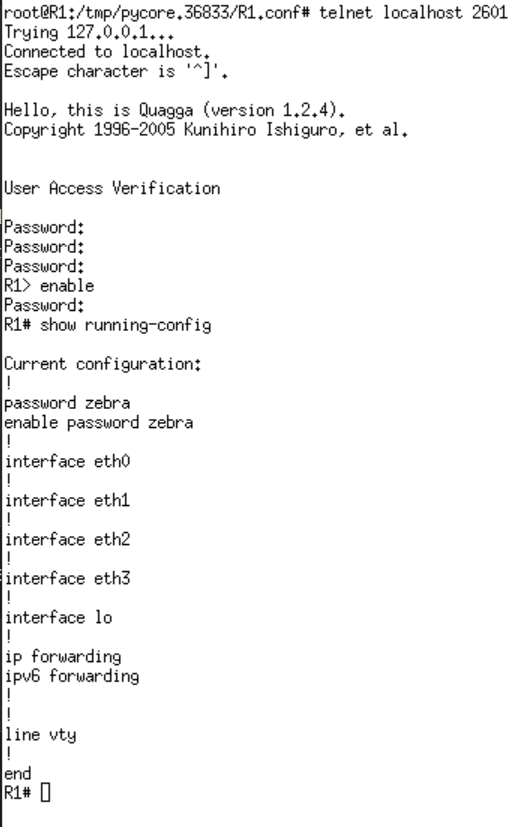 root@R1:/tmp/pycore.36833/R1.conf# telnet localhost 2601
Trying 127.0.0.1...
Connected to localhost.
Escape character is '^]'.
Hello, this is Quagga (version 1.2.4).
Copyright 1996-2005 Kunihiro Ishiguro, et al.
User Access Verification
Password:
Password:
Password:
R1> enable
Password:
R1# show running-config
Current configuration:
!
password zebra
enable password zebra
!
interface eth0
!
interface eth1
!
interface eth2
!
interface eth3
!
interface lo
!
ip forwarding
ipv6 forwarding
!
!
line vty
!
end
R1#